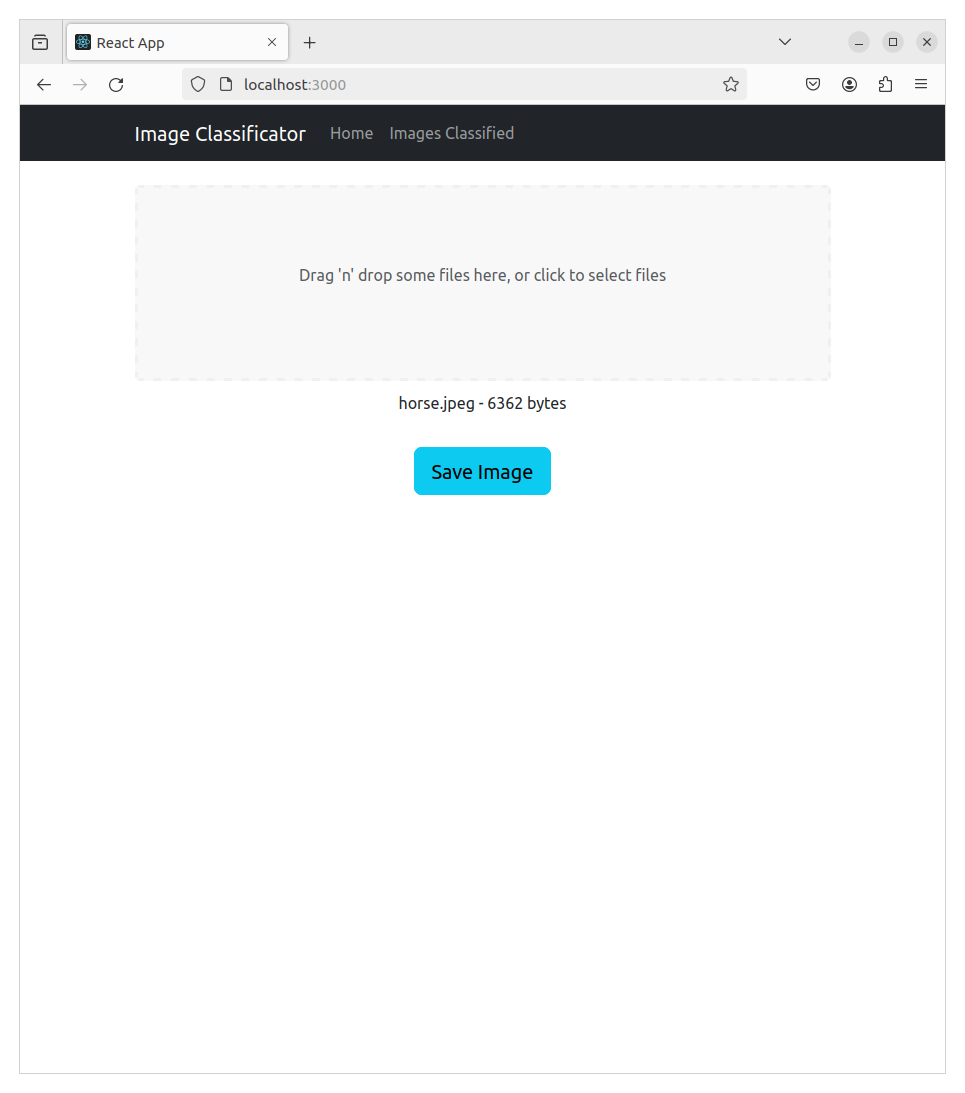 React App
localhost:3000
Image Classificator Home Images Classified
Drag 'n' drop some files here, or click to select files
horse.jpeg - 6362 bytes
Save Image